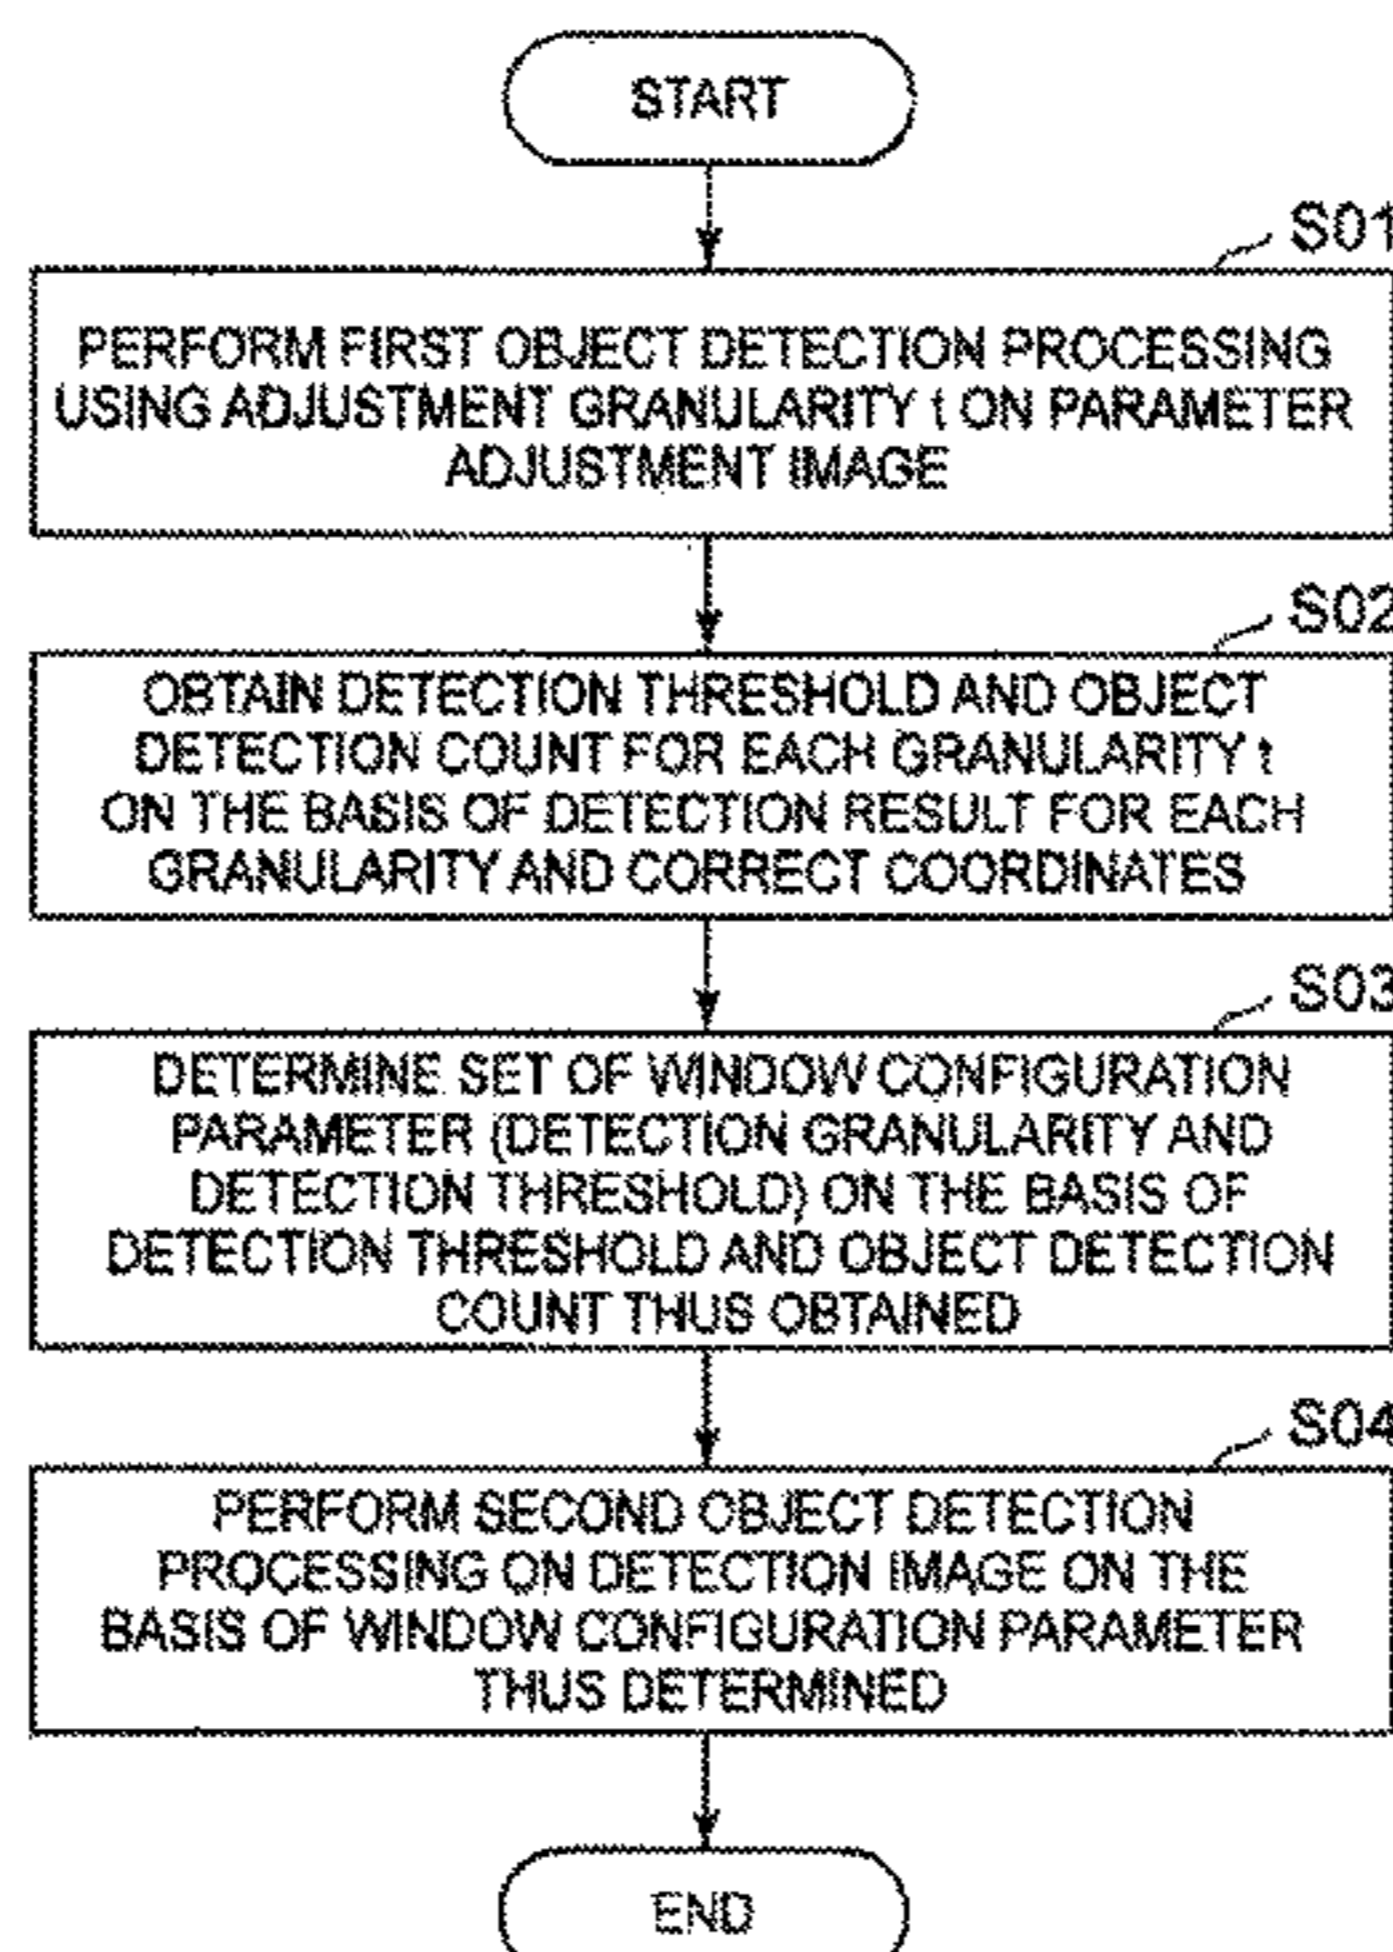 START
S01
PERFORM FIRST OBJECT DETECTION PROCESSING
USING ADJUSTMENT GRANULARITY t ON PARAMETER
ADJUSTMENT IMAGE
S02
OBTAIN DETECTION THRESHOLD AND OBJECT
DETECTION COUNT FOR EACH GRANULARITY t
ON THE BASIS OF DETECTION RESULT FOR EACH
GRANULARITY AND CORRECT COORDINATES
S03
DETERMINE SET OF WINDOW CONFIGURATION
PARAMETER (DETECTION GRANULARITY AND
DETECTION THRESHOLD) ON THE BASIS OF
DETECTION THRESHOLD AND OBJECT DETECTION
COUNT THUS OBTAINED
S04
PERFORM SECOND OBJECT DETECTION
PROCESSING ON DETECTION IMAGE ON THE
BASIS OF WINDOW CONFIGURATION PARAMETER
THUS DETERMINED
END